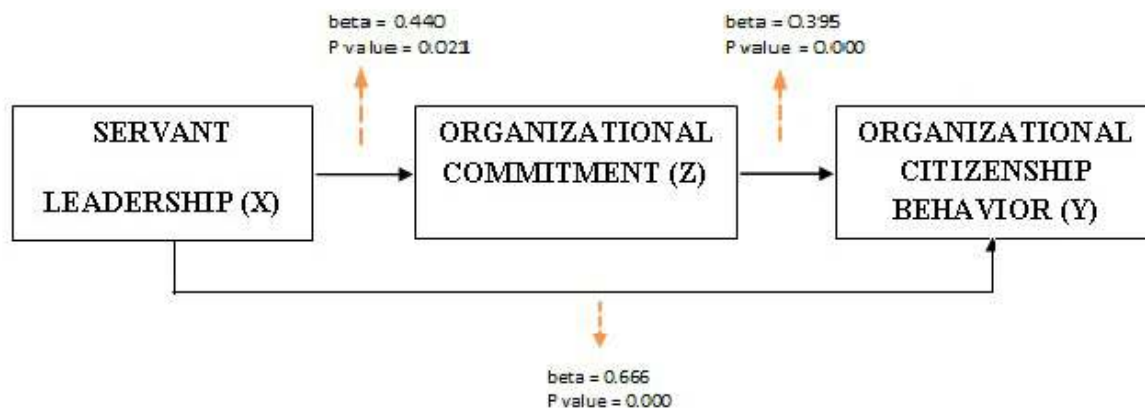 beta = 0.440
P value = 0.021
beta = 0.395
P value = 0.000
SERVANT
LEADERSHIP (X)
ORGANIZATIONAL
COMMITMENT (Z)
ORGANIZATIONAL
CITIZENSHIP
BEHAVIOR (Y)
beta = 0.666
P value = 0.000